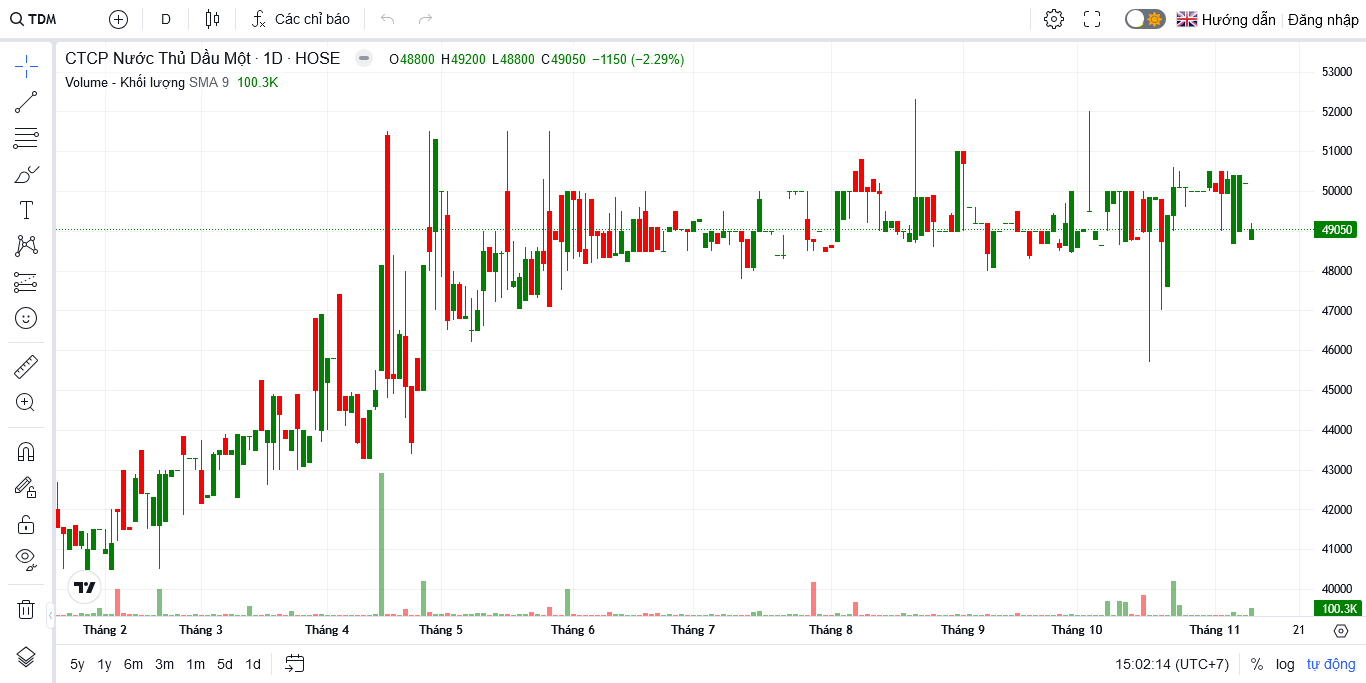 TDM D Các chỉ báo Hướng dẫn Đăng nhập
CTCP Nước Thủ Dầu Một · 1D · HOSE O48800 H49200 L48800 C49050 −1150 (−2.29%)
Volume - Khối lượng SMA 9 100.3K
53000
52000
51000
50000
49050
48000
47000
46000
45000
44000
43000
42000
41000
40000
100.3K
Tháng 2 Tháng 3 Tháng 4 Tháng 5 Tháng 6 Tháng 7 Tháng 8 Tháng 9 Tháng 10 Tháng 11 21
5y 1y 6m 3m 1m 5d 1d 15:02:14 (UTC+7) % log tự động